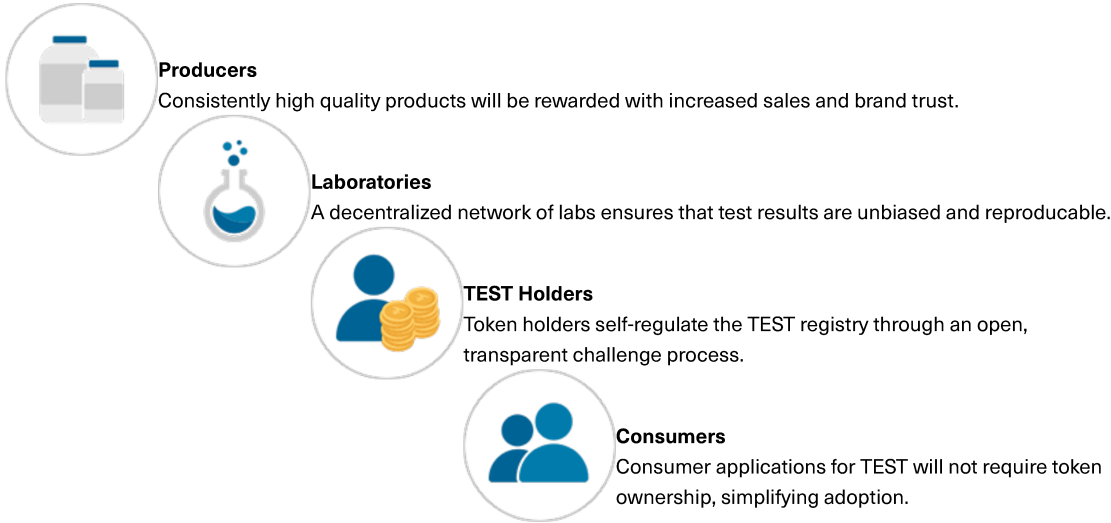 Producers
Consistently high quality products will be rewarded with increased sales and brand trust.
Laboratories
A decentralized network of labs ensures that test results are unbiased and reproducable.
TEST Holders
Token holders self-regulate the TEST registry through an open,
transparent challenge process.
Consumers
Consumer applications for TEST will not require token
ownership, simplifying adoption.